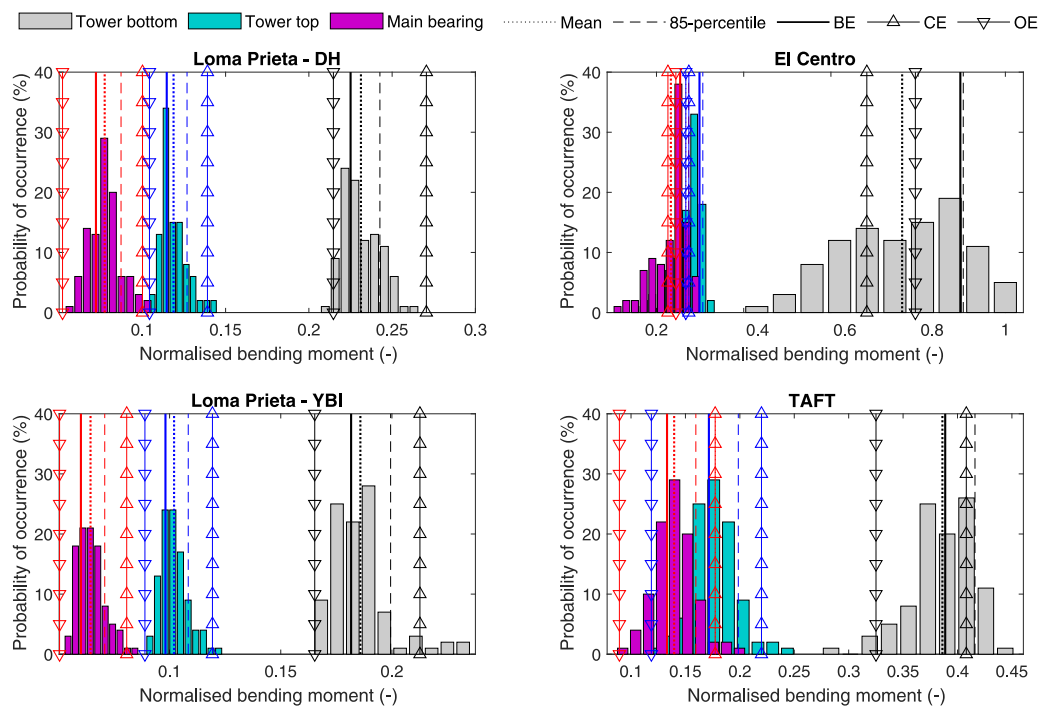 Tower bottom Tower top Main bearing Mean 85-percentile BE CE OE
Loma Prieta - DH
40
30
20
10
0
Probability of occurrence (%)
0.1 0.15 0.2 0.25 0.3
Normalised bending moment (-)
El Centro
40
30
20
10
0
Probability of occurrence (%)
0.2 0.4 0.6 0.8 1
Normalised bending moment (-)
Loma Prieta - YBI
40
30
20
10
0
Probability of occurrence (%)
0.1 0.2
Normalised bending moment (-)
TAFT
40
30
20
10
0
Probability of occurrence (%)
0.1 0.15 0.2 0.25 0.3 0.35 0.4 0.45
Normalised bending moment (-)